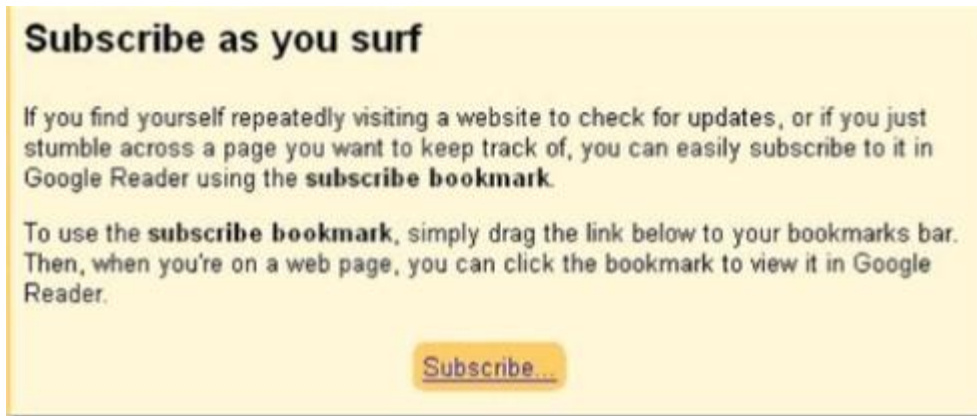 Subscribe as you surf
If you find yourself repeatedly visiting a website to check for updates, or if you just
stumble across a page you want to keep track of, you can easily subscribe to it in
Google Reader using the subscribe bookmark.
To use the subscribe bookmark, simply drag the link below to your bookmarks bar.
Then, when you're on a web page, you can click the bookmark to view it in Google
Reader.
Subscribe...